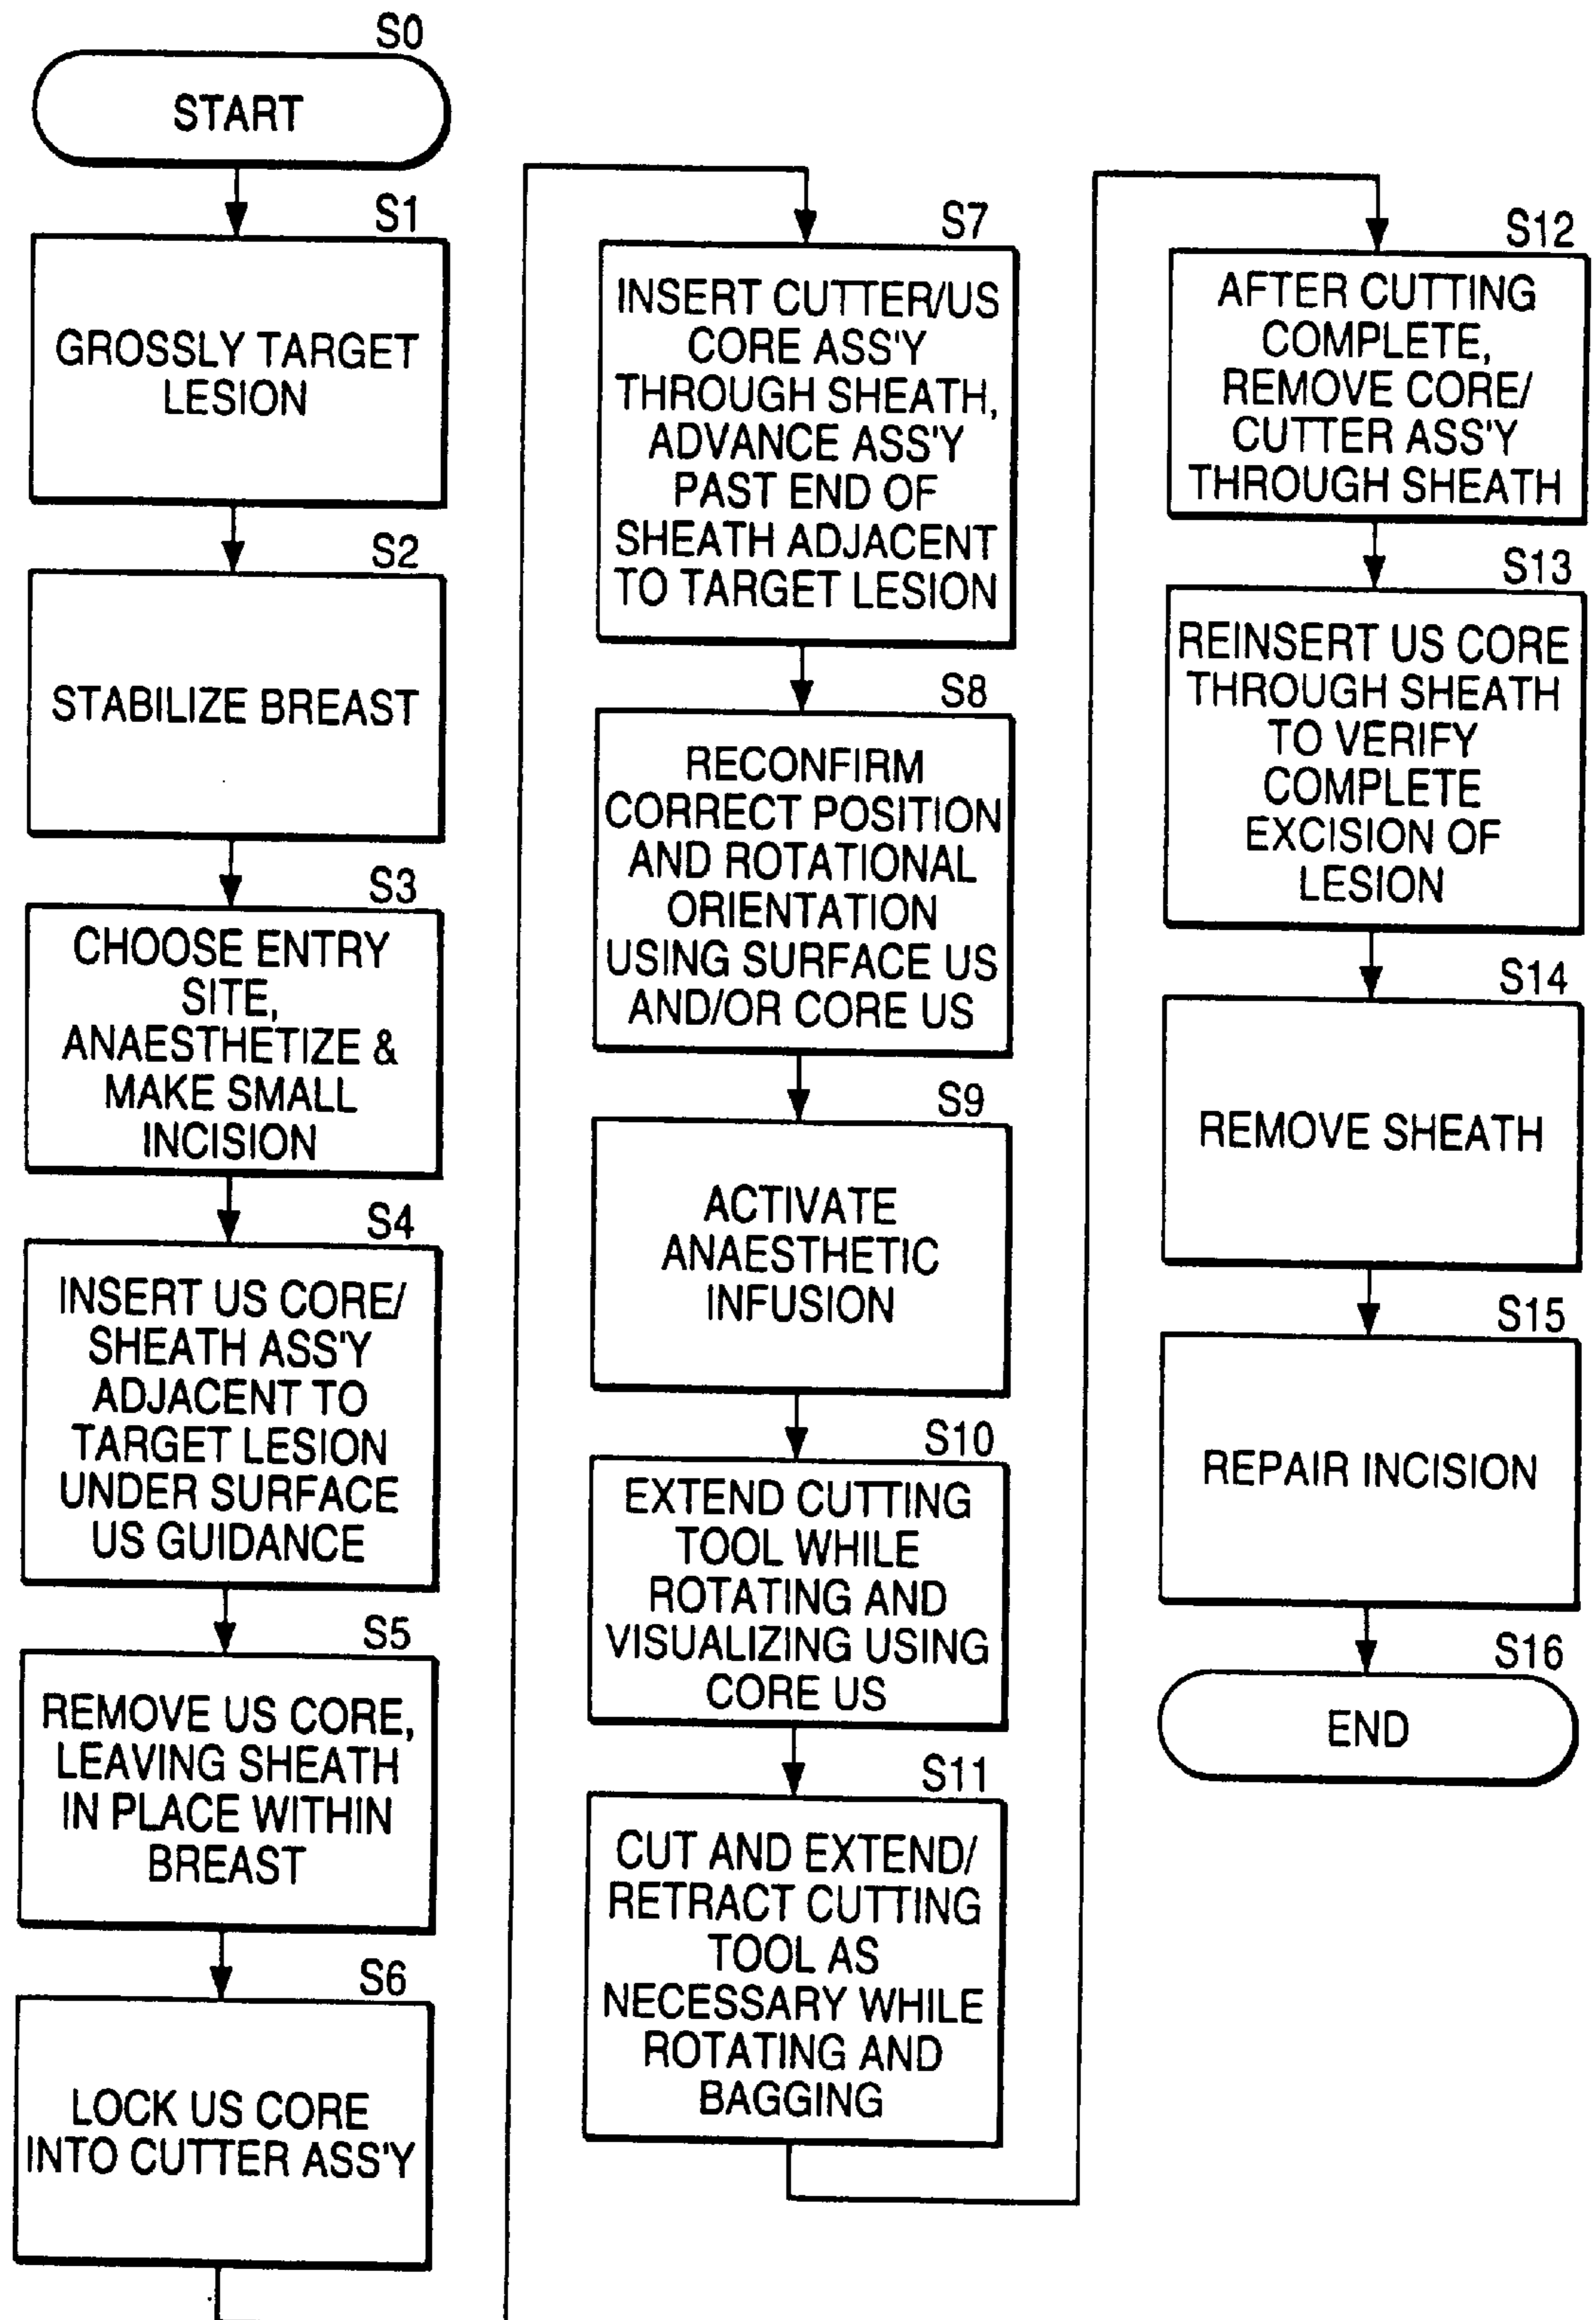 S0
START
S1
GROSSLY TARGET
LESION
S2
STABILIZE BREAST
S3
CHOOSE ENTRY
SITE,
ANAESTHETIZE &
MAKE SMALL
INCISION
S4
INSERT US CORE/
SHEATH ASS'Y
ADJACENT TO
TARGET LESION
UNDER SURFACE
US GUIDANCE
S5
REMOVE US CORE,
LEAVING SHEATH
IN PLACE WITHIN
BREAST
S6
LOCK US CORE
INTO CUTTER ASS'Y
S7
INSERT CUTTER/US
CORE ASS'Y
THROUGH SHEATH,
ADVANCE ASS'Y
PAST END OF
SHEATH ADJACENT
TO TARGET LESION
S8
RECONFIRM
CORRECT POSITION
AND ROTATIONAL
ORIENTATION
USING SURFACE US
AND/OR CORE US
S9
ACTIVATE
ANAESTHETIC
INFUSION
S10
EXTEND CUTTING
TOOL WHILE
ROTATING AND
VISUALIZING USING
CORE US
S11
CUT AND EXTEND/
RETRACT CUTTING
TOOL AS
NECESSARY WHILE
ROTATING AND
BAGGING
S12
AFTER CUTTING
COMPLETE,
REMOVE CORE/
CUTTER ASS'Y
THROUGH SHEATH
S13
REINSERT US CORE
THROUGH SHEATH
TO VERIFY
COMPLETE
EXCISION OF
LESION
S14
REMOVE SHEATH
S15
REPAIR INCISION
S16
END